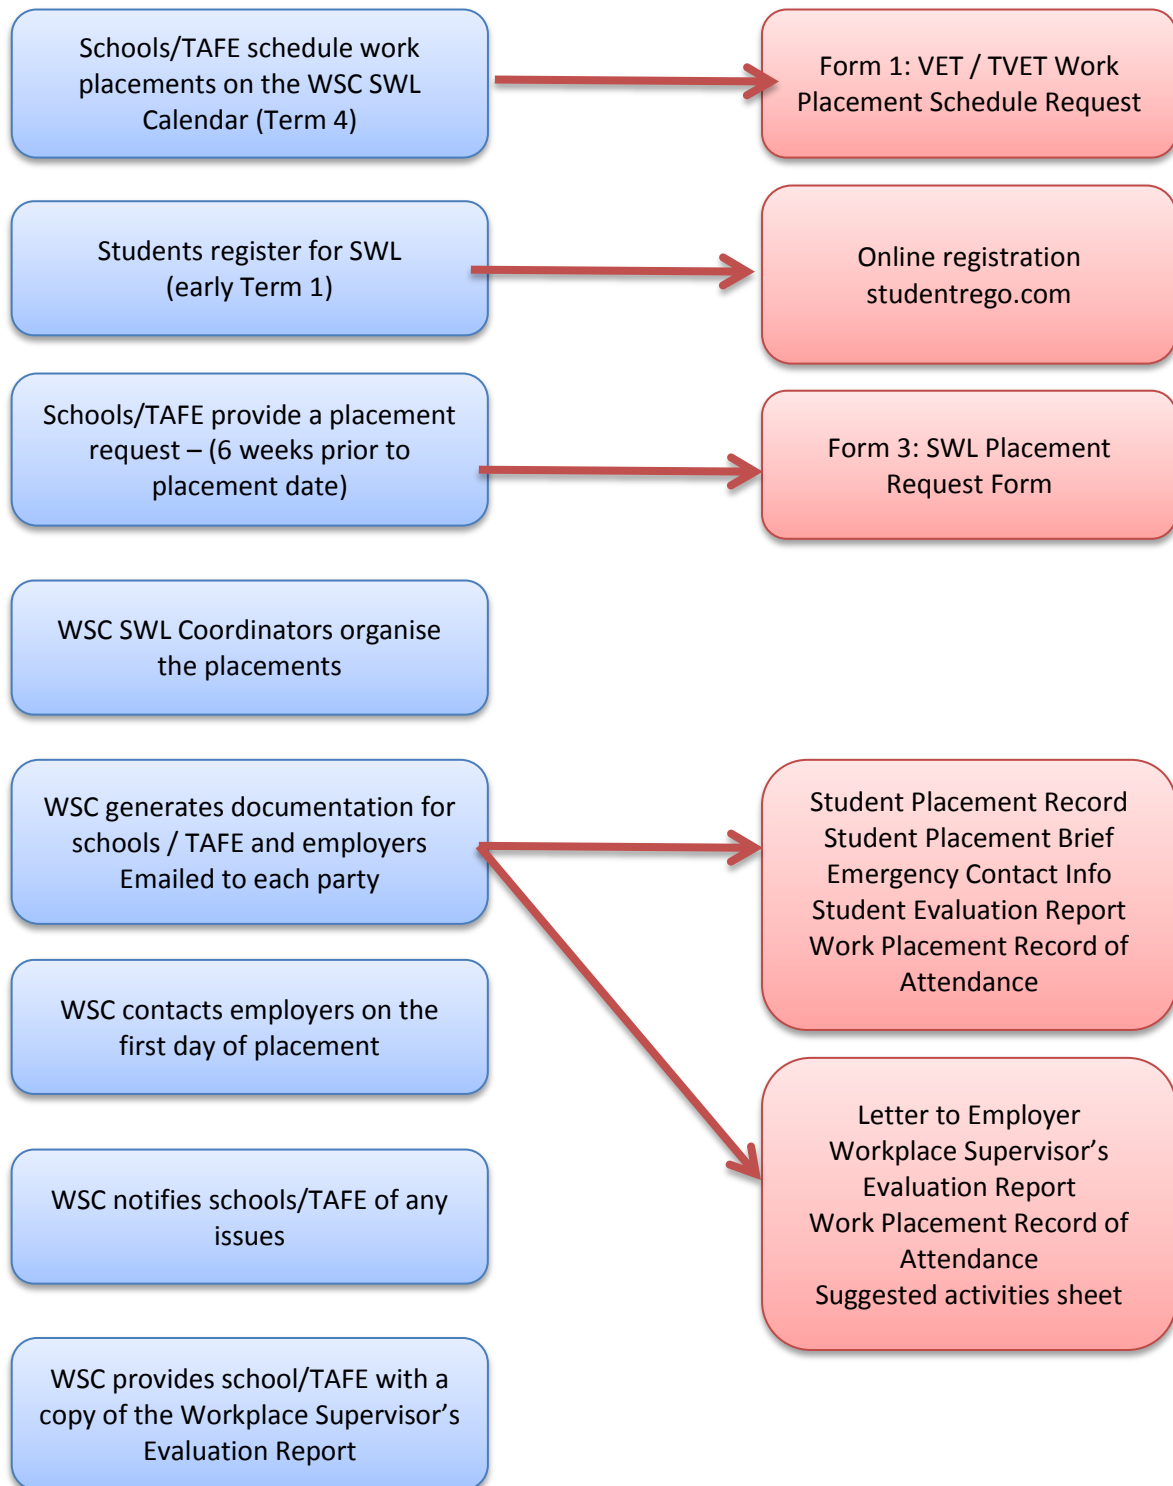 Schools/TAFE schedule work
placements on the WSC SWL
Calendar (Term 4)
Form 1: VET / TVET Work
Placement Schedule Request
Students register for SWL
(early Term 1)
Online registration
studentrego.com
Schools/TAFE provide a placement
request – (6 weeks prior to
placement date)
Form 3: SWL Placement
Request Form
WSC SWL Coordinators organise
the placements
WSC generates documentation for
schools / TAFE and employers
Emailed to each party
Student Placement Record
Student Placement Brief
Emergency Contact Info
Student Evaluation Report
Work Placement Record of
Attendance
WSC contacts employers on the
first day of placement
Letter to Employer
Workplace Supervisor’s
Evaluation Report
Work Placement Record of
Attendance
Suggested activities sheet
WSC notifies schools/TAFE of any
issues
WSC provides school/TAFE with a
copy of the Workplace Supervisor’s
Evaluation Report